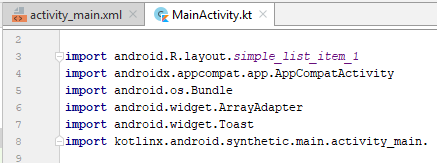 activity_main.xml MainActivity.kt
2
3 import android.R.layout.simple_list_item_1
4 import androidx.appcompat.app.AppCompatActivity
5 import android.os.Bundle
6 import android.widget.ArrayAdapter
7 import android.widget.Toast
8 import kotlinx.android.synthetic.main.activity_main.